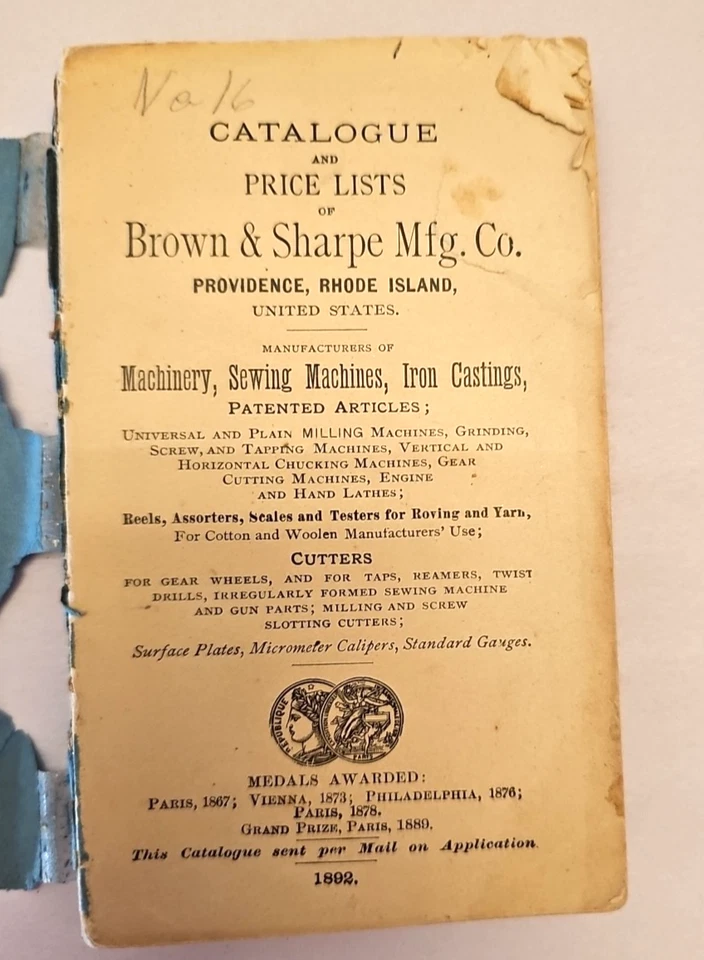 No 16
CATALOGUE
AND
PRICE LISTS
OF
Brown & Sharpe Mfg. Co.
PROVIDENCE, RHODE ISLAND,
UNITED STATES.
MANUFACTURERS OF
Machinery, Sewing Machines, Iron Castings,
PATENTED ARTICLES;
UNIVERSAL AND PLAIN MILLING MACHINES, GRINDING,
SCREW, AND TAPPING MACHINES, VERTICAL AND
HORIZONTAL CHUCKING MACHINES, GEAR
CUTTING MACHINES, ENGINE
AND HAND LATHES;
Reels, Assorters, Scales and Testers for Roving and Yarn,
For Cotton and Woolen Manufacturers' Use;
CUTTERS
FOR GEAR WHEELS, AND FOR TAPS, REAMERS, TWIST
DRILLS, IRREGULARLY FORMED SEWING MACHINE
AND GUN PARTS; MILLING AND SCREW
SLOTTING CUTTERS;
Surface Plates, Micrometer Calipers, Standard Gauges.
REPUBLIQUE
PARIS
MEDALS AWARDED:
PARIS, 1867; VIENNA, 1873; PHILADELPHIA, 1876;
PARIS, 1878.
GRAND PRIZE, PARIS, 1889.
This Catalogue sent per Mail on Application.
1892.